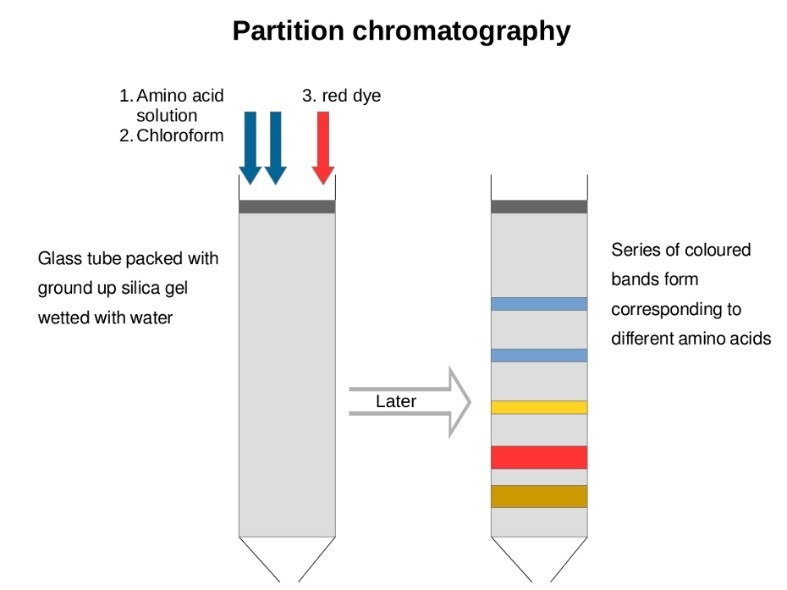 Partition chromatography
1. Amino acid
solution
2. Chloroform
3. red dye
Glass tube packed with
ground up silica gel
wetted with water
Later
Series of coloured
bands form
corresponding to
different amino acids